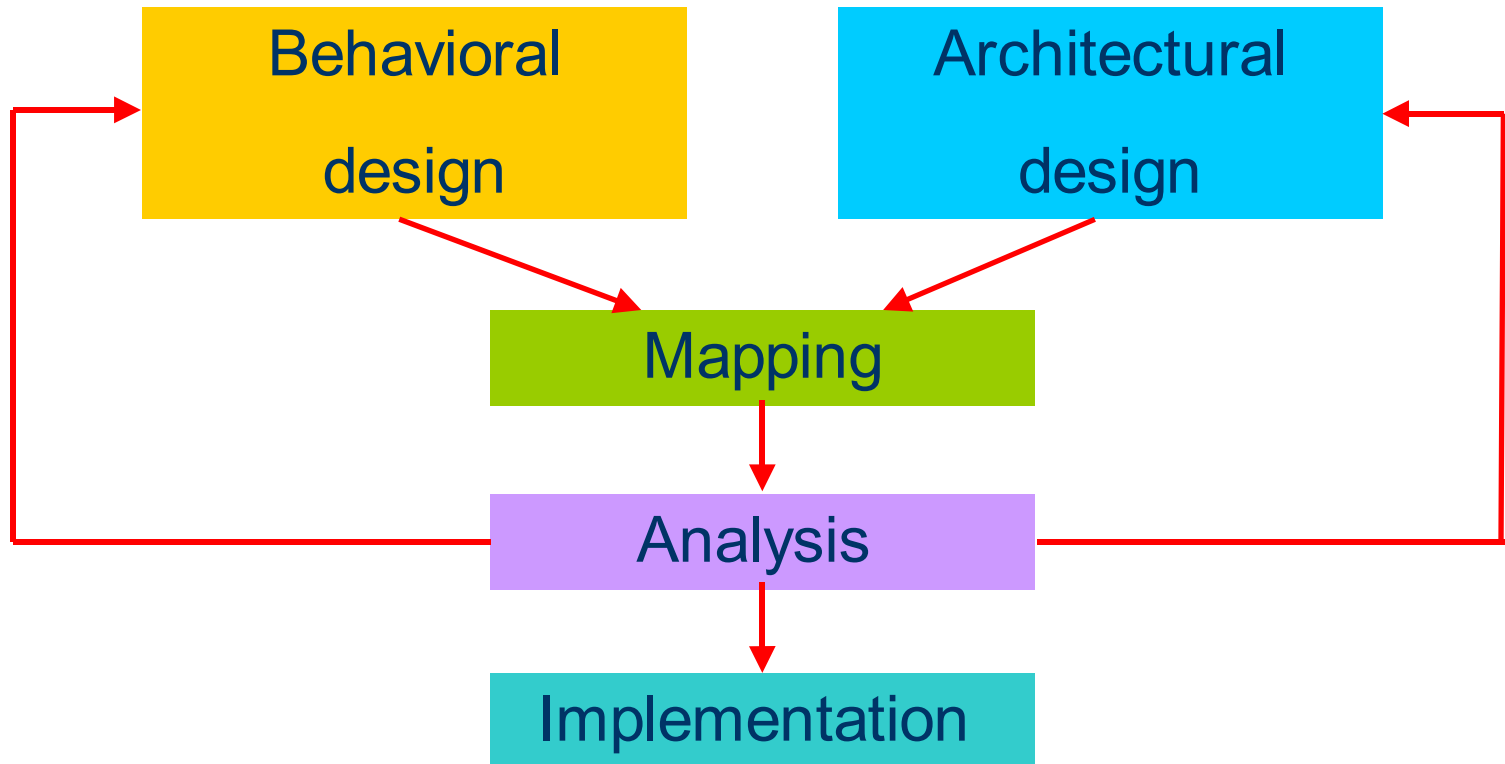 Behavioral
design
Architectural
design
Mapping
Analysis
Implementation